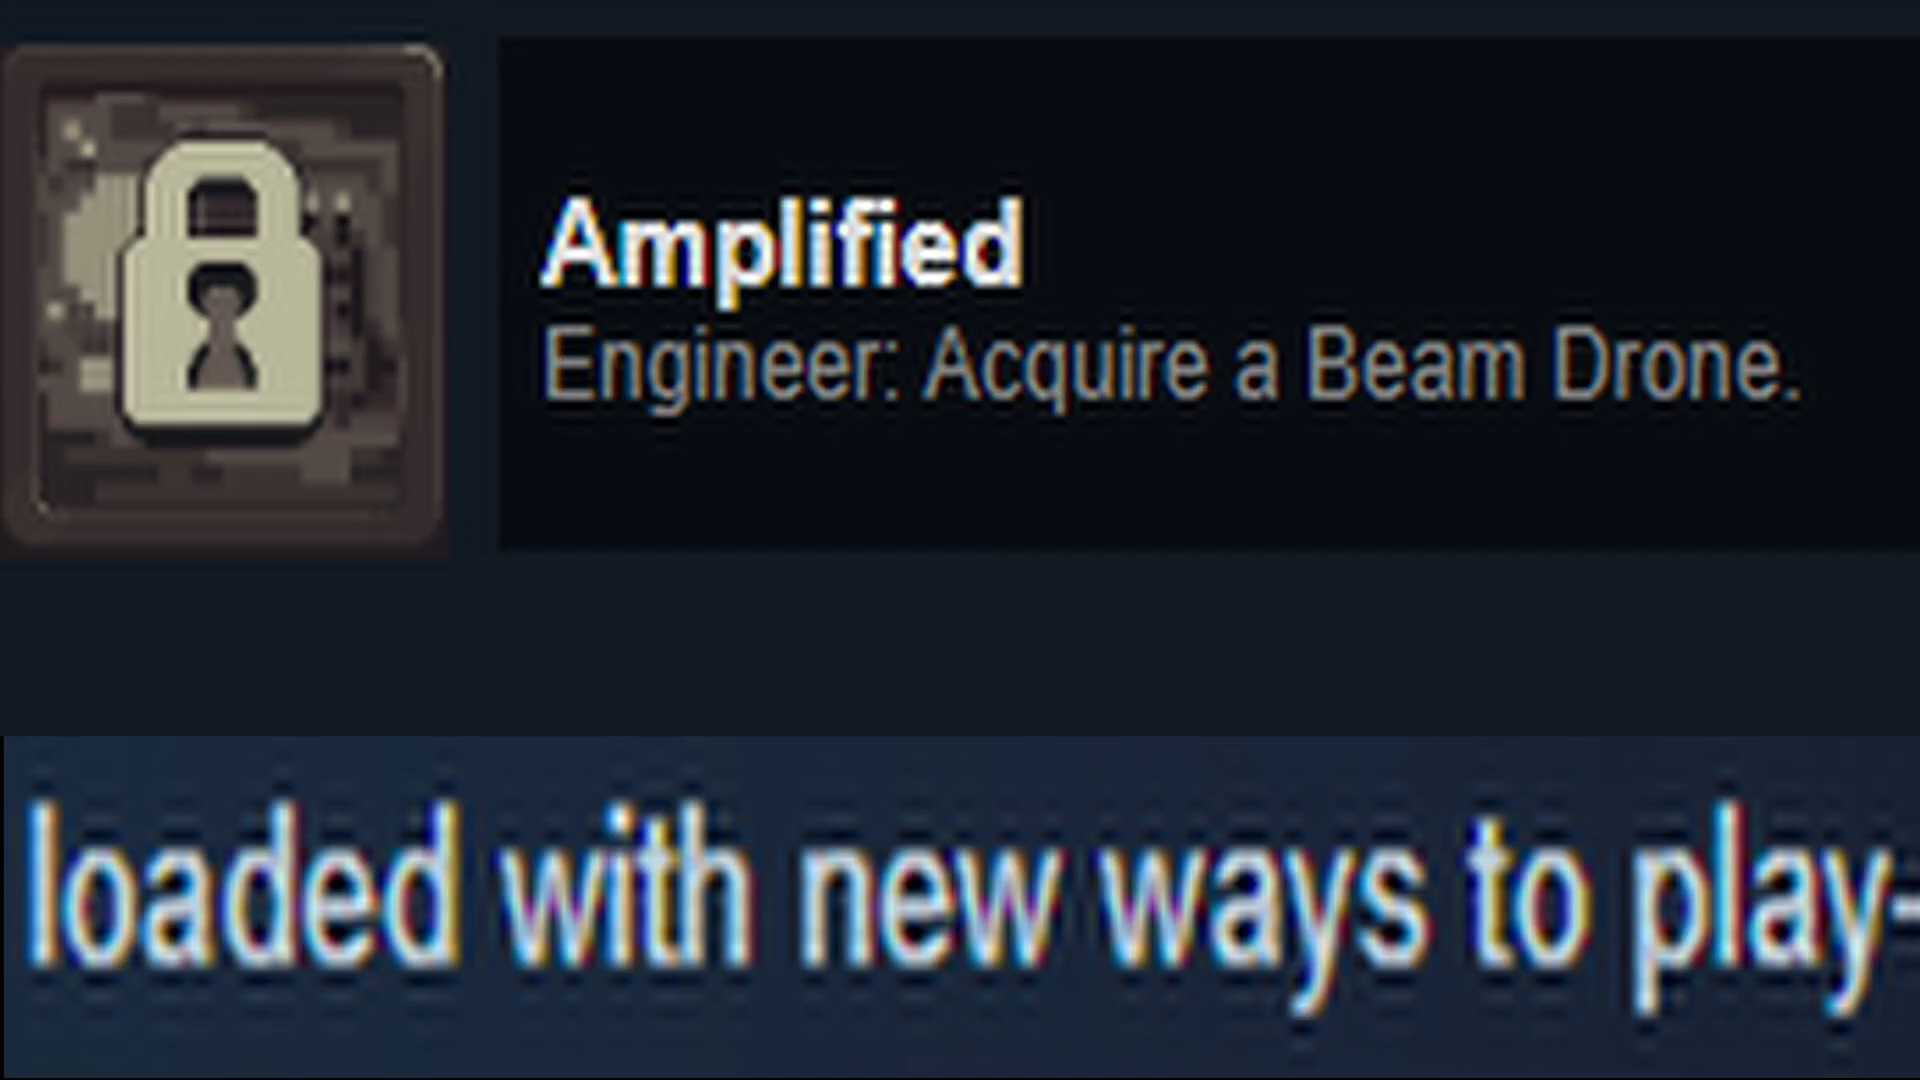 Amplified
Engineer: Acquire a Beam Drone.
loaded with new ways to play-